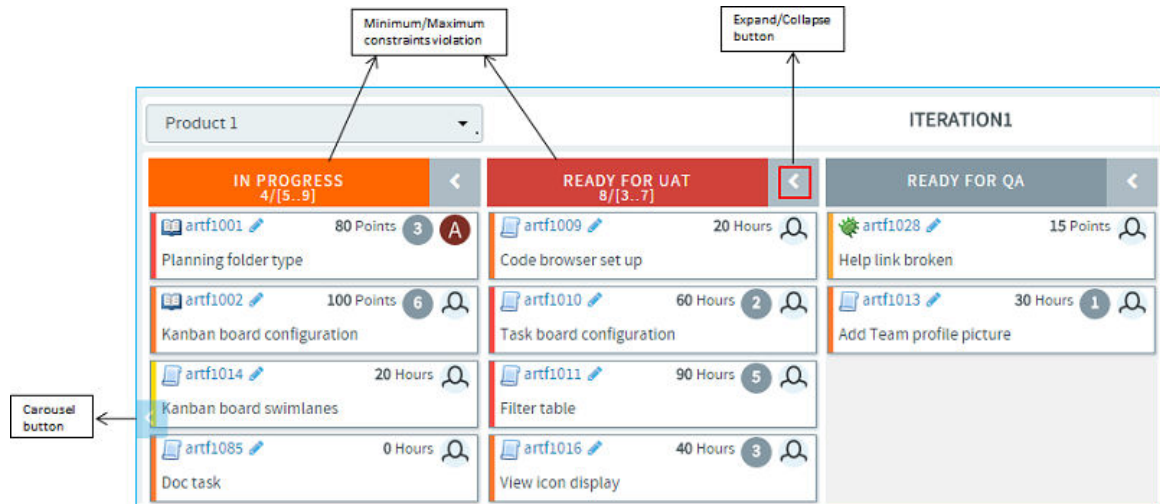 Minimum/Maximum
constraints violation
Expand/Collapse
button
Product 1
ITERATION1
IN PROGRESS
4/[5..9]
READY FOR UAT
8/[3..7]
READY FOR QA
artf1001 80 Points 3 A
Planning folder type
artf1009 20 Hours
Code browser set up
artf1028 15 Points
Help link broken
artf1002 100 Points 6
Kanban board configuration
artf1010 60 Hours 2
Task board configuration
artf1013 30 Hours 1
Add Team profile picture
artf1014 20 Hours
Kanban board swimlanes
artf1011 90 Hours 5
Filter table
Carousel
button
artf1085 0 Hours
Doc task
artf1016 40 Hours 3
View icon display